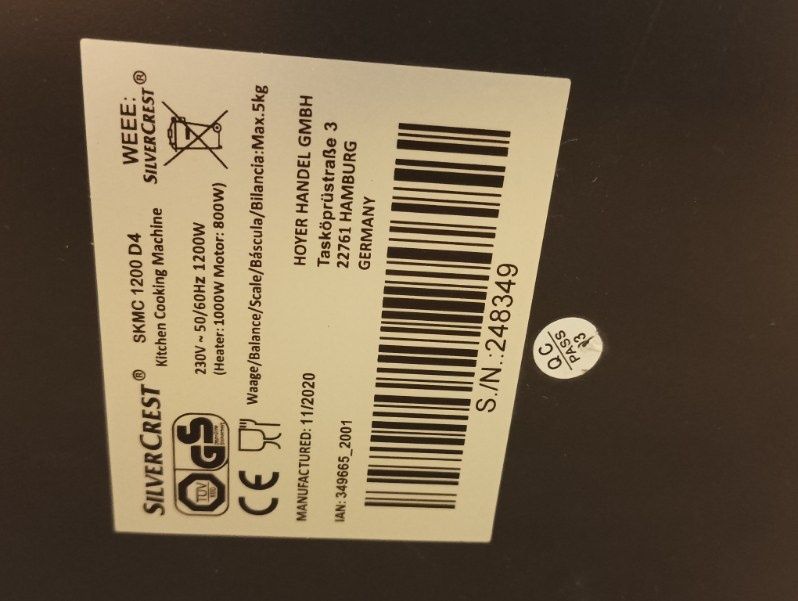 SILVERCREST®
SKMC 1200 D4
Kitchen Cooking Machine
WEEE:
SILVERCREST®
230V ~ 50/60Hz 1200W
(Heater:1000W Motor: 800W)
TÜV
GS
CE
Waage/Balance/Scale/Báscula/Bilancia:Max.5kg
MANUFACTURED: 11/2020
IAN: 349665_2001
HOYER HANDEL GMBH
Tasköprüstraße 3
22761 HAMBURG
GERMANY
S./N.:248349
QC
PASS